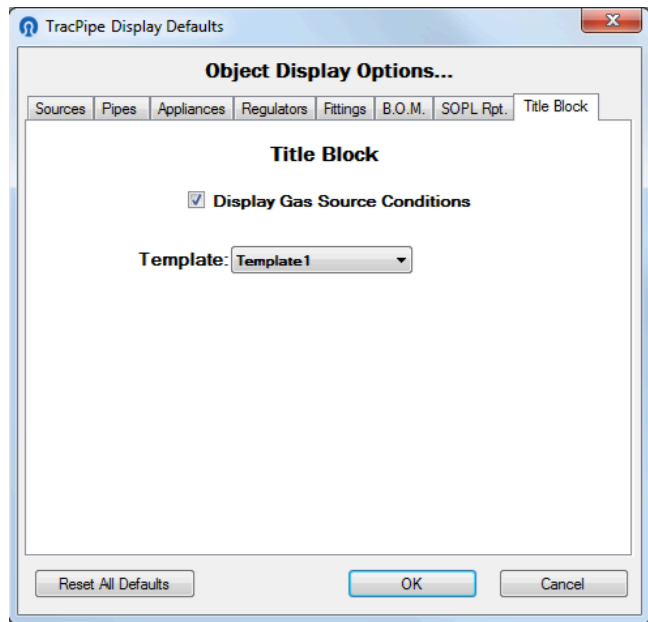 TracPipe Display Defaults
Object Display Options...
Sources Pipes Appliances Regulators Fittings B.O.M. SOPL Rpt. Title Block
Title Block
Display Gas Source Conditions
Template: Template1
Reset All Defaults OK Cancel